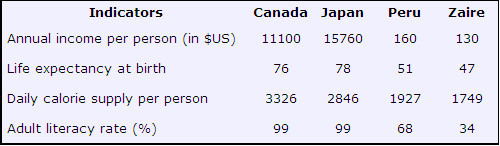 Indicators Canada Japan Peru Zaire
Annual income per person (in $US) 11100 15760 160 130
Life expectancy at birth 76 78 51 47
Daily calorie supply per person 3326 2846 1927 1749
Adult literacy rate (%) 99 99 68 34